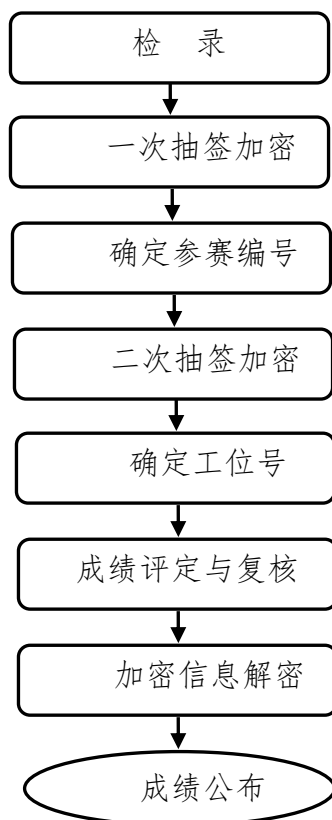 检 录
一次抽签加密
确定参赛编号
二次抽签加密
确定工位号
成绩评定与复核
加密信息解密
成绩公布